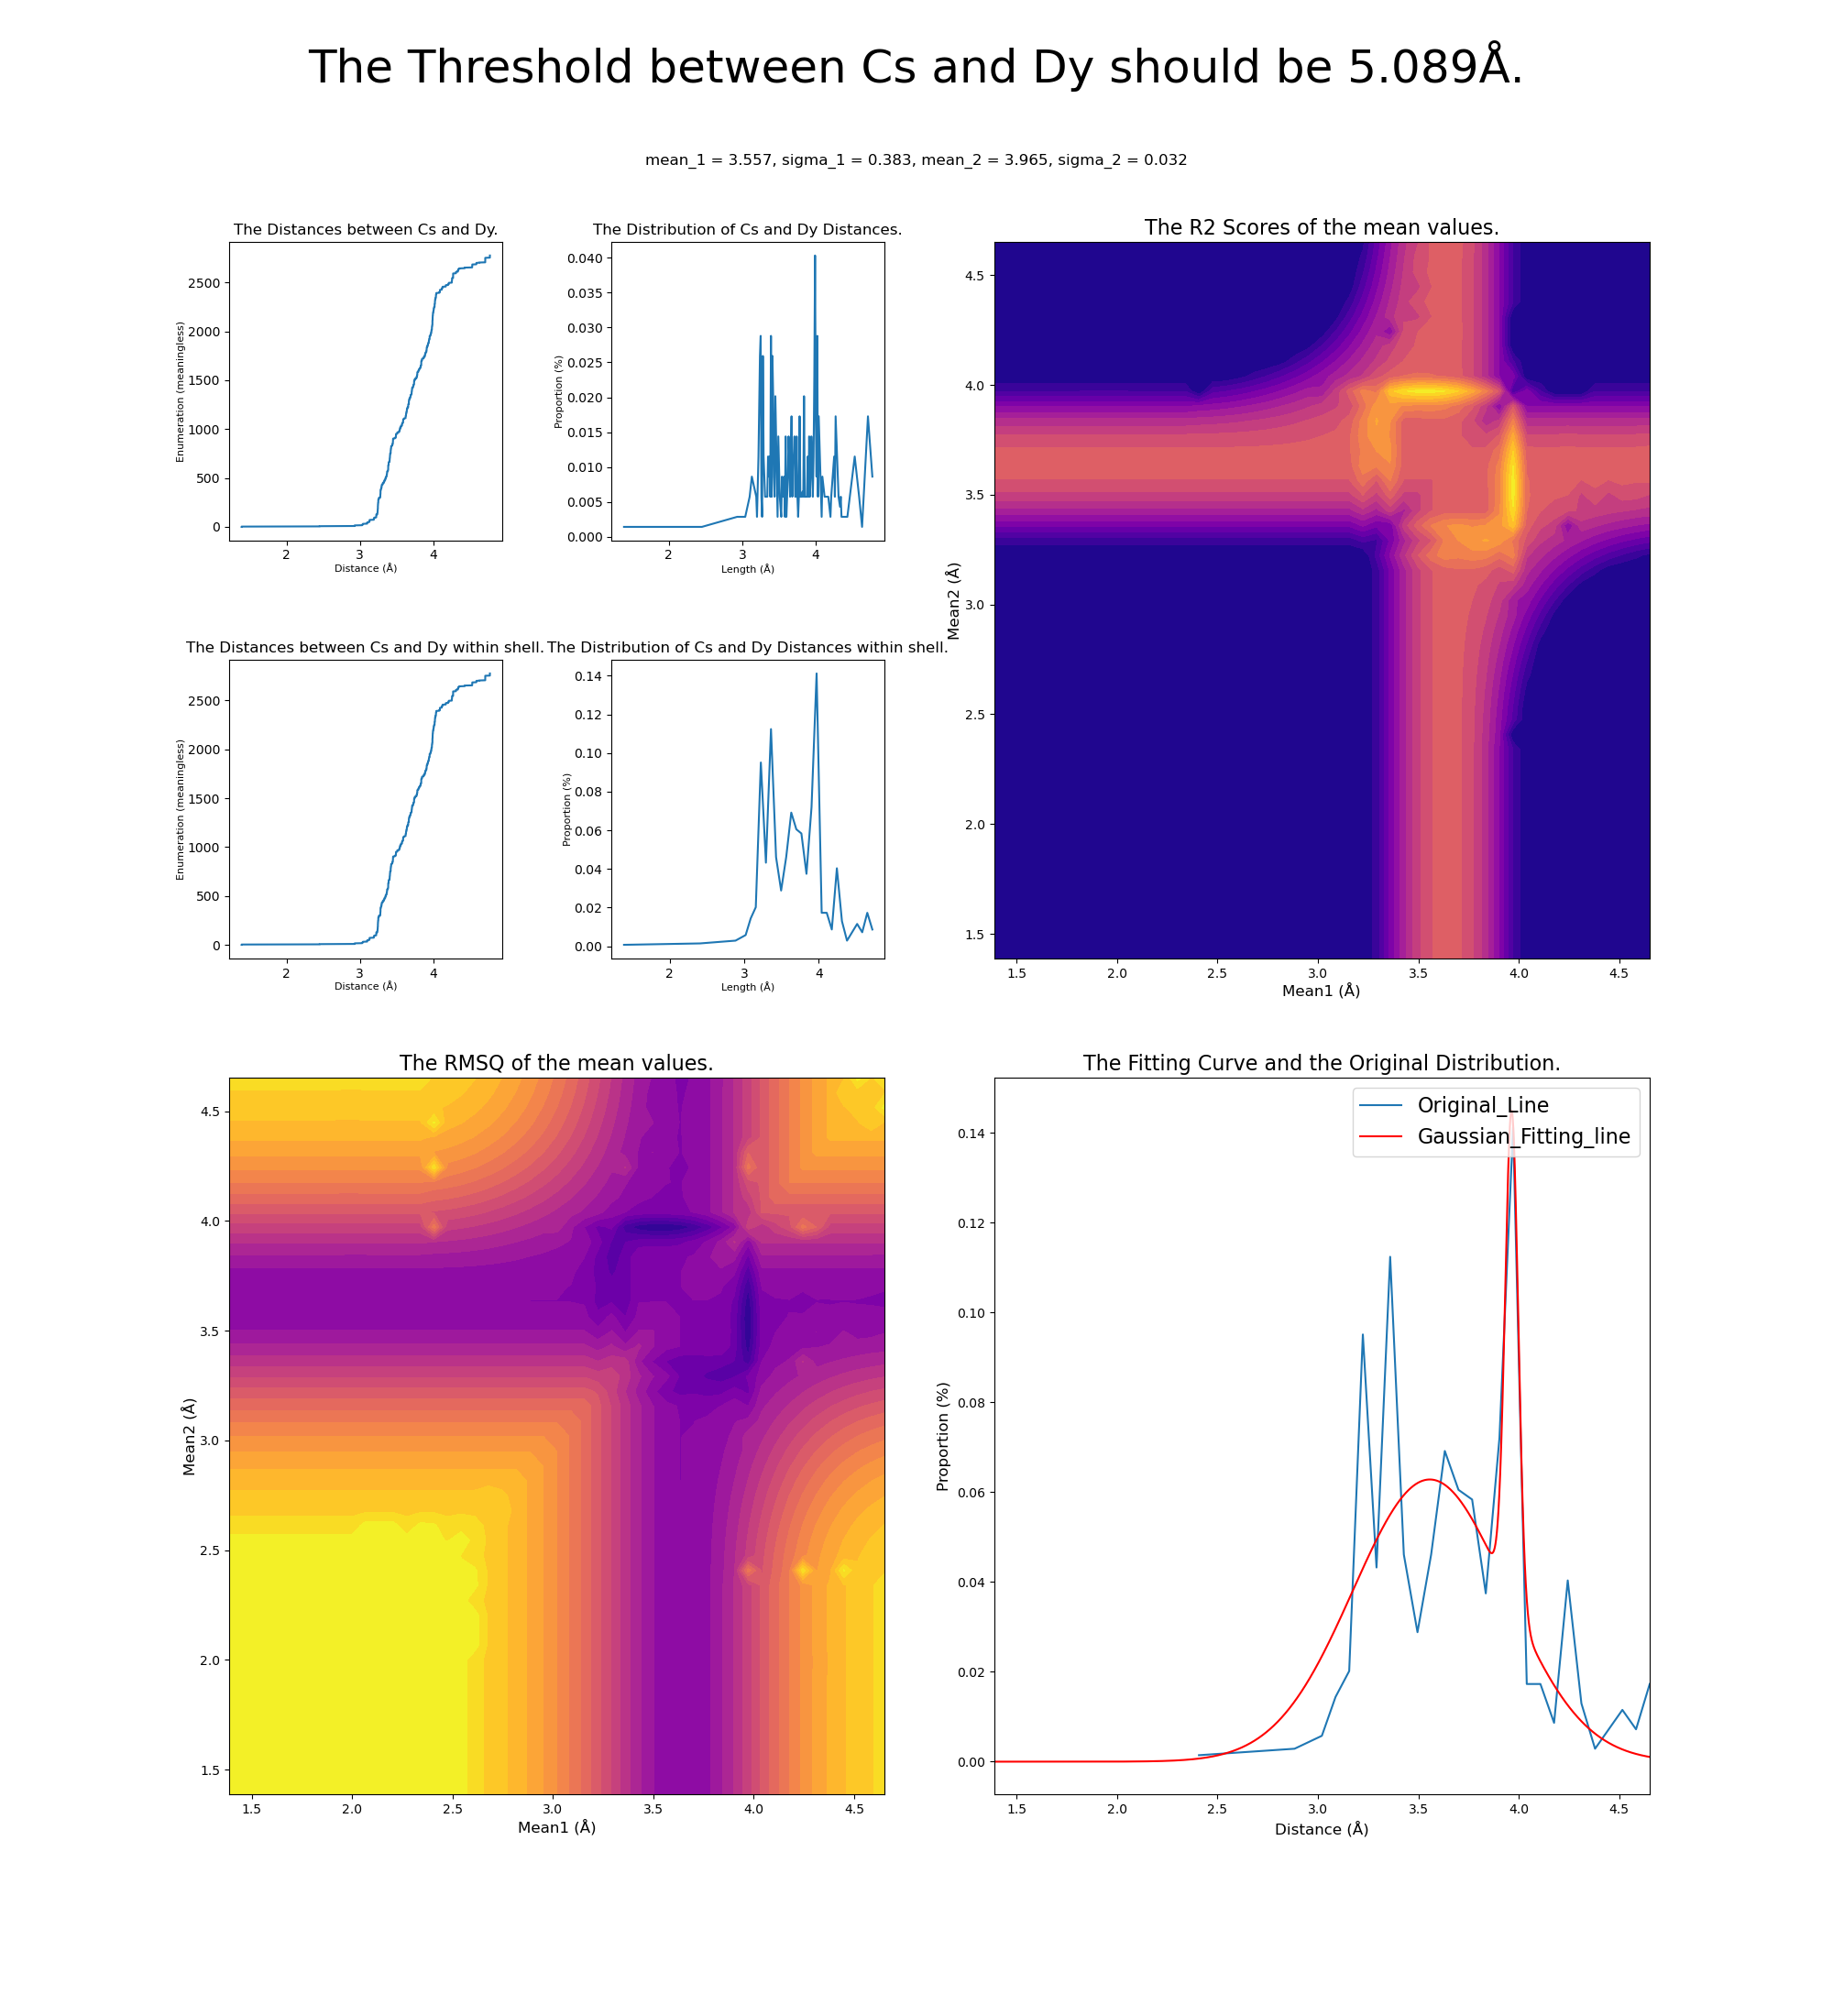 The Threshold between Cs and Dy should be 5.089Å.
mean_1 = 3.557, sigma_1 = 0.383, mean_2 = 3.965, sigma_2 = 0.032
The Distances between Cs and Dy.
Enumeration (meaningless)
2500
2000
1500
1000
500
0
2 3 4
Distance (Å)
The Distribution of Cs and Dy Distances.
Proportion (%)
0.040
0.035
0.030
0.025
0.020
0.015
0.010
0.005
0.000
2 3 4
Length (Å)
The R2 Scores of the mean values.
Mean2 (Å)
4.5
4.0
3.5
3.0
2.5
2.0
1.5
1.5 2.0 2.5 3.0 3.5 4.0 4.5
Mean1 (Å)
The Distances between Cs and Dy within shell.
Enumeration (meaningless)
2500
2000
1500
1000
500
0
2 3 4
Distance (Å)
The Distribution of Cs and Dy Distances within shell.
Proportion (%)
0.14
0.12
0.10
0.08
0.06
0.04
0.02
0.00
2 3 4
Length (Å)
The RMSQ of the mean values.
Mean2 (Å)
4.5
4.0
3.5
3.0
2.5
2.0
1.5
1.5 2.0 2.5 3.0 3.5 4.0 4.5
Mean1 (Å)
The Fitting Curve and the Original Distribution.
Original_Line
Gaussian_Fitting_line
Proportion (%)
0.14
0.12
0.10
0.08
0.06
0.04
0.02
0.00
1.5 2.0 2.5 3.0 3.5 4.0 4.5
Distance (Å)